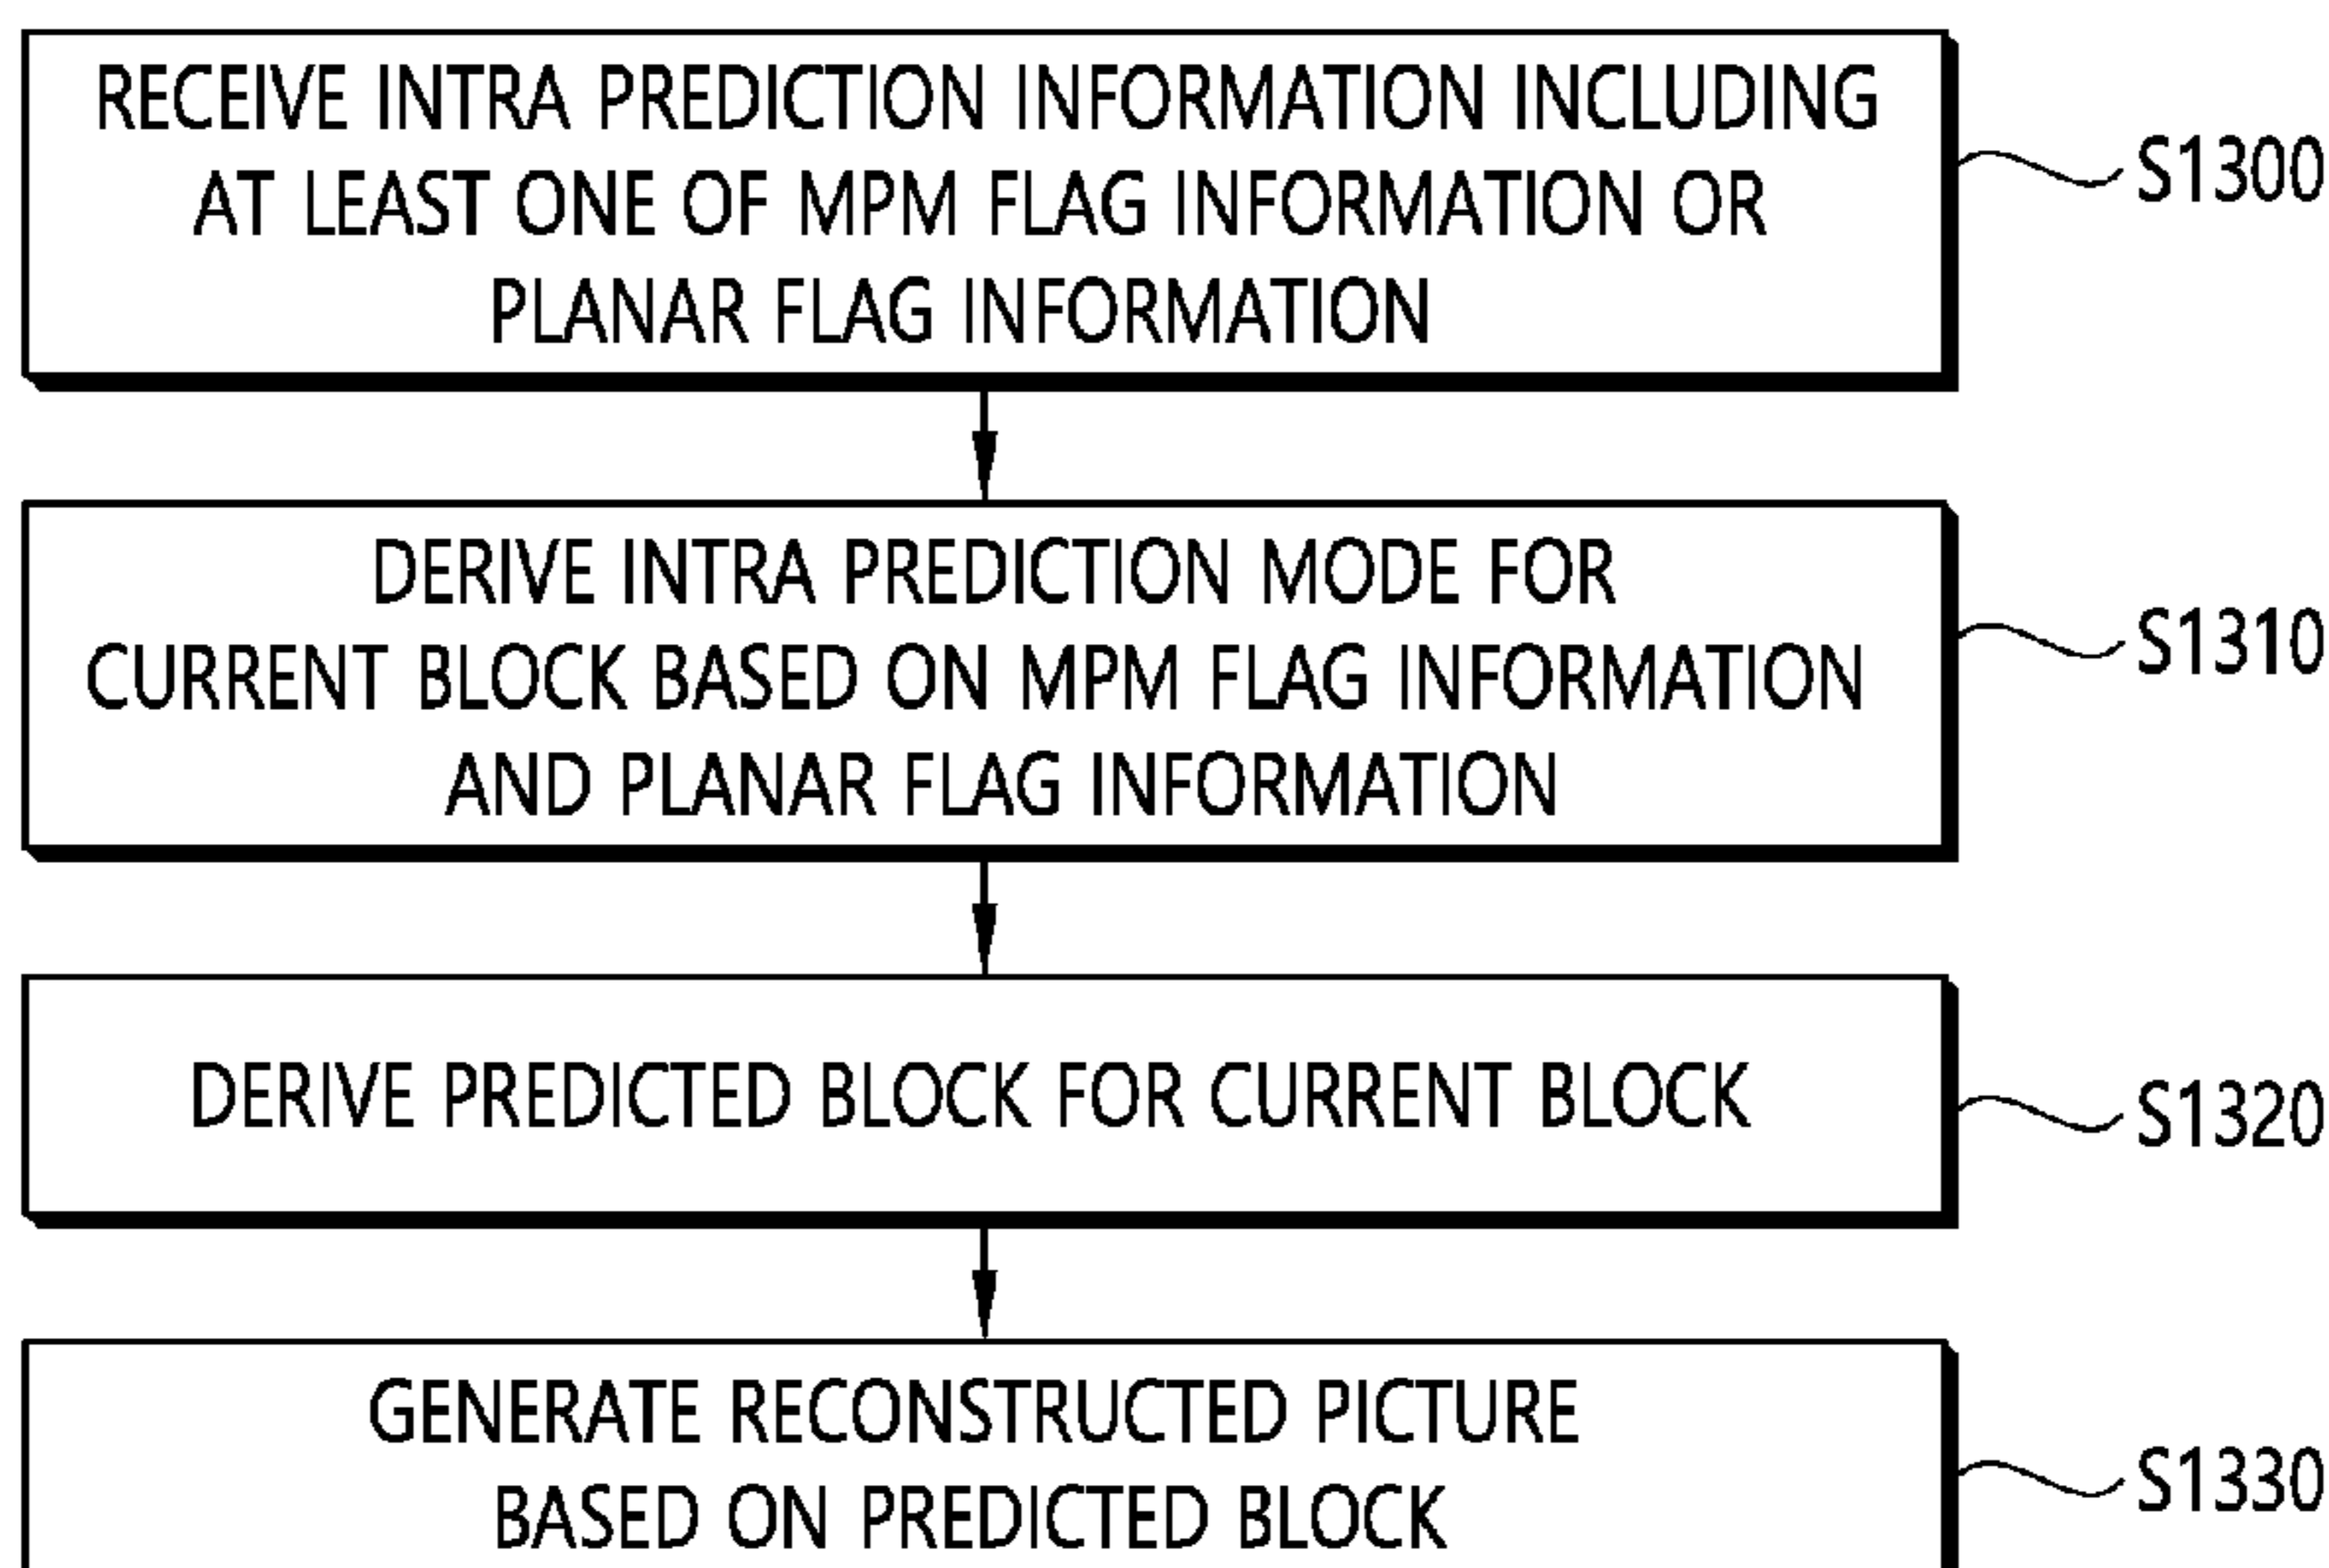 RECEIVE INTRA PREDICTION INFORMATION INCLUDING
AT LEAST ONE OF MPM FLAG INFORMATION OR
PLANAR FLAG INFORMATION
S1300
DERIVE INTRA PREDICTION MODE FOR
CURRENT BLOCK BASED ON MPM FLAG INFORMATION
AND PLANAR FLAG INFORMATION
S1310
DERIVE PREDICTED BLOCK FOR CURRENT BLOCK
S1320
GENERATE RECONSTRUCTED PICTURE
BASED ON PREDICTED BLOCK
S1330